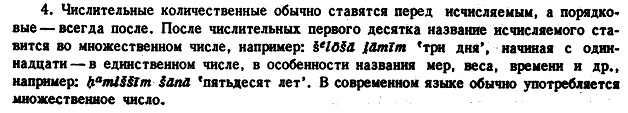 4. Числительные количественные обычно ставятся перед исчисляемым, а порядко-
вые — всегда после. После числительных первого десятка название исчисляемого ста-
вится во множественном числе, например: šᵉlōšā jāmīm ‘три дня’, начиная с один-
надцати — в единственном числе, в особенности названия мер, веса, времени и др.,
например: ḥᵃmiššīm šānā ‘пятьдесят лет’. В современном языке обычно употребляется
множественное число.